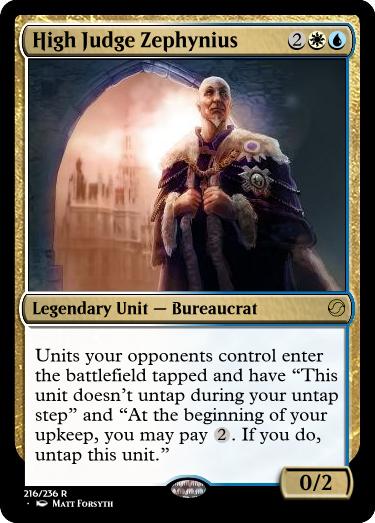 High Judge Zephynius 2
Legendary Unit — Bureaucrat
Units your opponents control enter
the battlefield tapped and have “This
unit doesn’t untap during your untap
step” and “At the beginning of your
upkeep, you may pay 2. If you do,
untap this unit.”
0/2
216/236 R
· Matt Forsyth